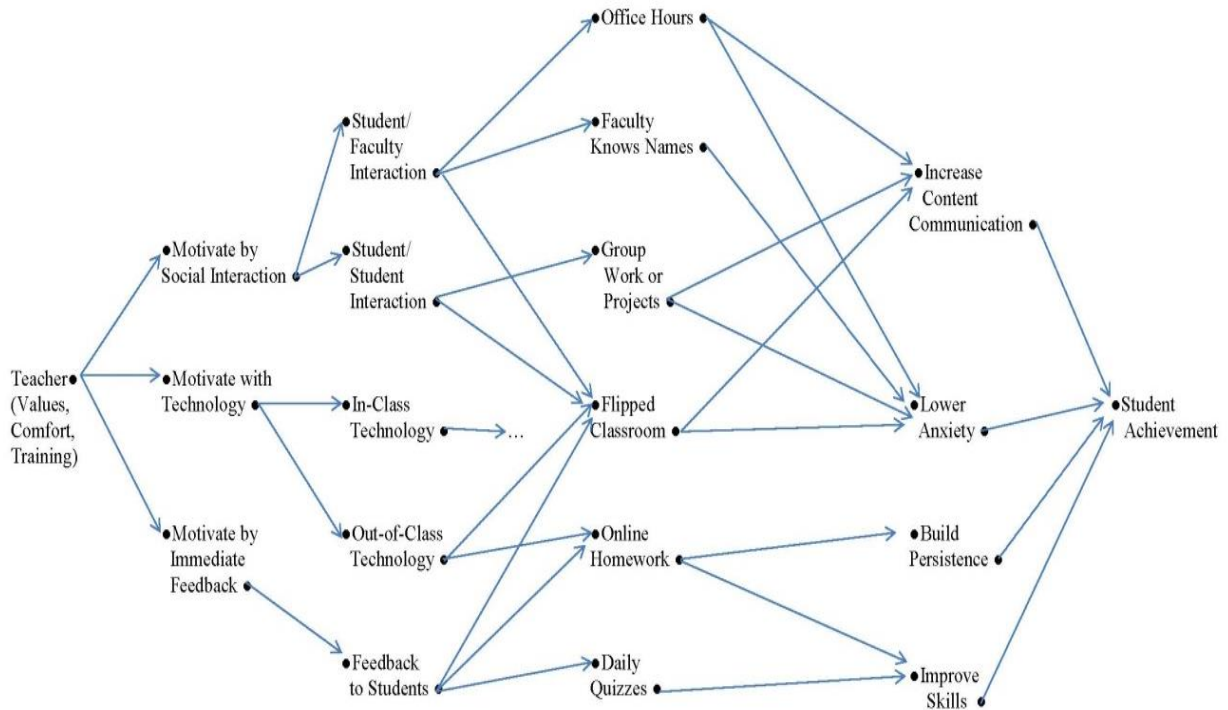 Office Hours
Student/
Faculty
Interaction
Faculty
Knows Names
Increase
Content
Communication
Motivate by
Social Interaction
Student/
Student
Interaction
Group
Work or
Projects
Teacher
(Values,
Comfort,
Training)
Motivate with
Technology
In-Class
Technology
...
Flipped
Classroom
Lower
Anxiety
Student
Achievement
Motivate by
Immediate
Feedback
Out-of-Class
Technology
Online
Homework
Build
Persistence
Feedback
to Students
Daily
Quizzes
Improve
Skills